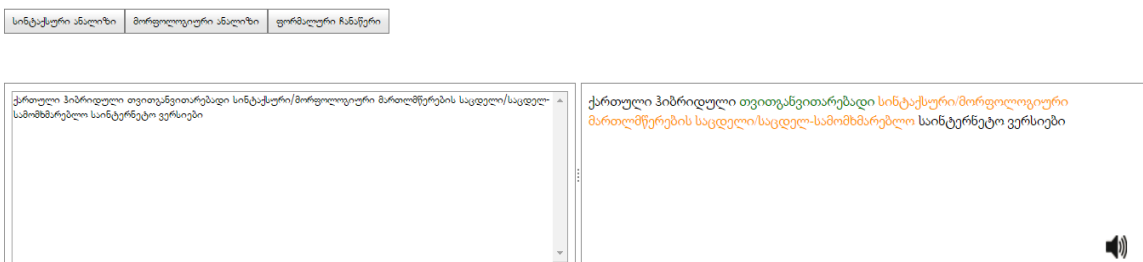 სინტაქსური ანალიზი მორფოლოგიური ანალიზი ფორმალური ჩანაწერი
ქართული ჰიბრიდული თვითგანვითარებადი სინტაქსური/მორფოლოგიური მართლმწერების საცდელი/საცდელ-
სამომხმარებლო საინტერნეტო ვერსიები
ქართული ჰიბრიდული თვითგანვითარებადი სინტაქსური/მორფოლოგიური
მართლმწერების საცდელი/საცდელ-სამომხმარებლო საინტერნეტო ვერსიები